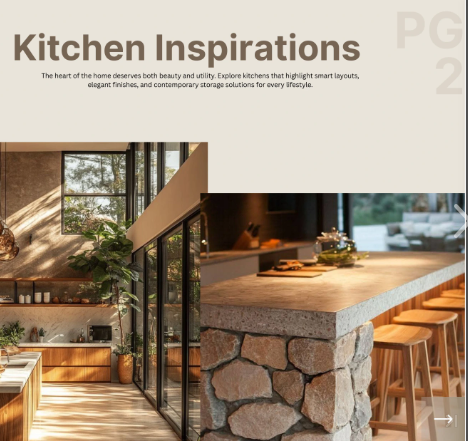 Kitchen Inspirations
PG
2
The heart of the home deserves both beauty and utility. Explore kitchens that highlight smart layouts,
elegant finishes, and contemporary storage solutions for every lifestyle.